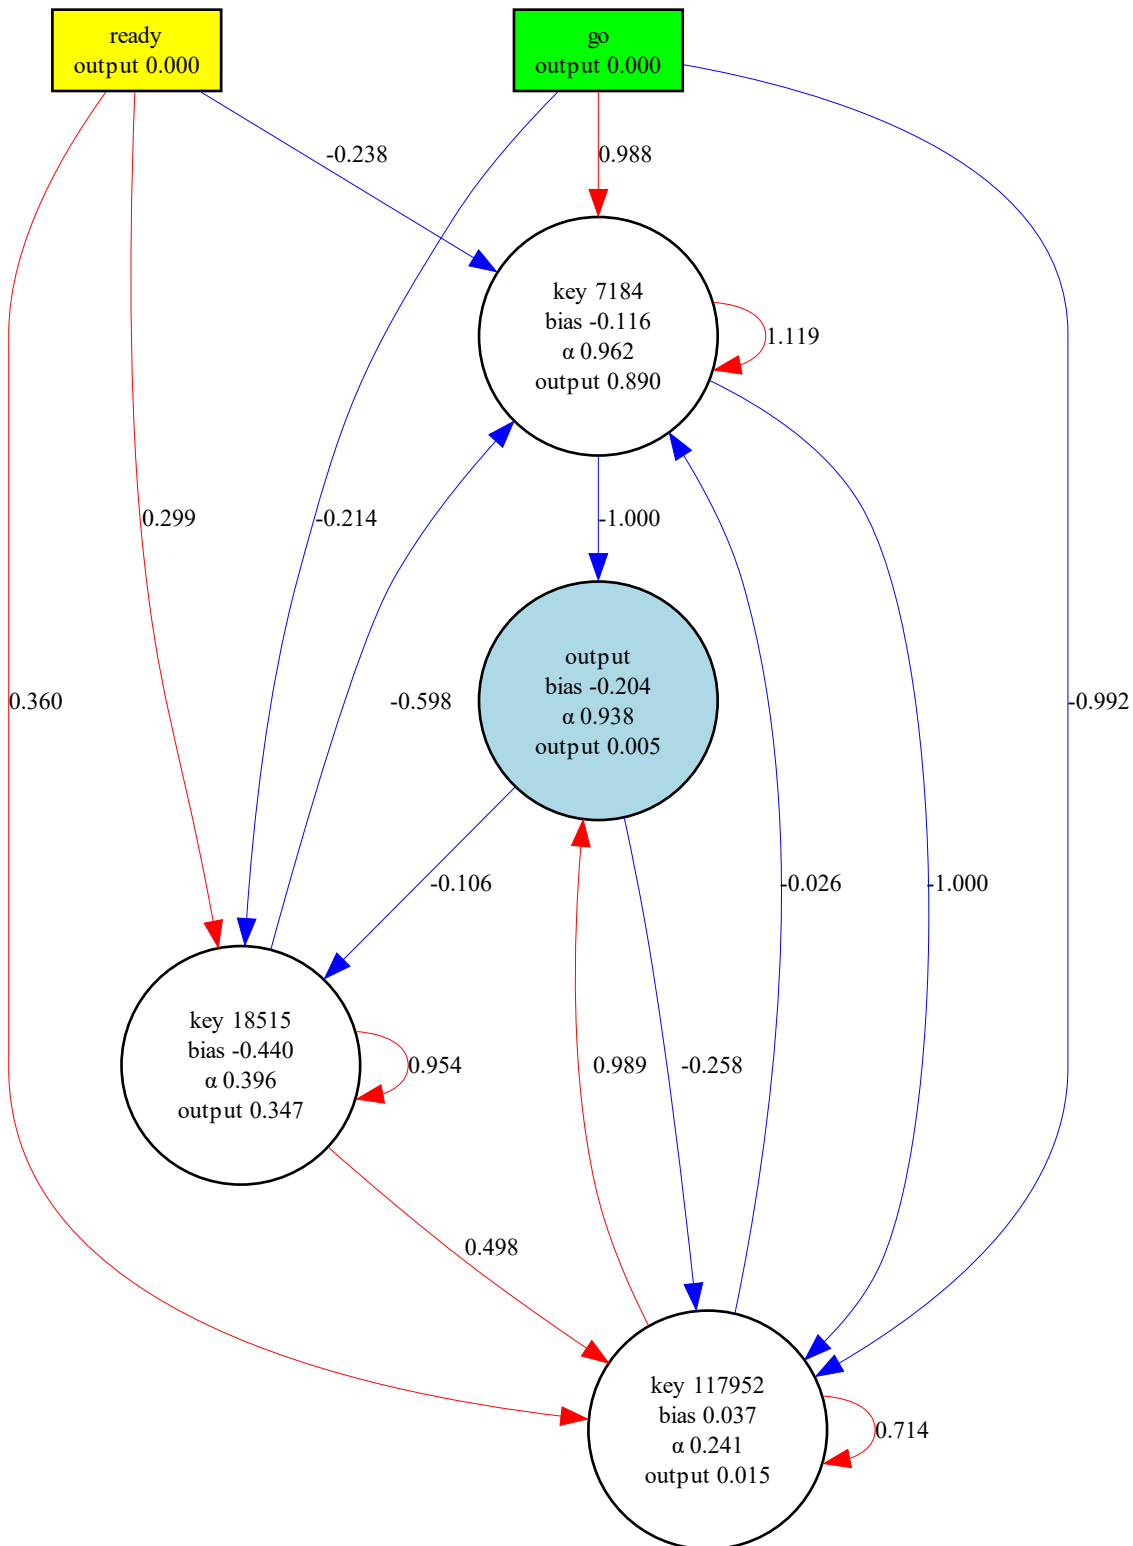 ready
output 0.000
go
output 0.000
-0.238
0.988
key 7184
bias -0.116
α 0.962
output 0.890
1.119
0.299
-0.214
-1.000
output
bias -0.204
α 0.938
output 0.005
0.360
-0.598
-0.992
-0.106
-0.026
-1.000
key 18515
bias -0.440
α 0.396
output 0.347
0.954
0.989
-0.258
0.498
key 117952
bias 0.037
α 0.241
output 0.015
0.714